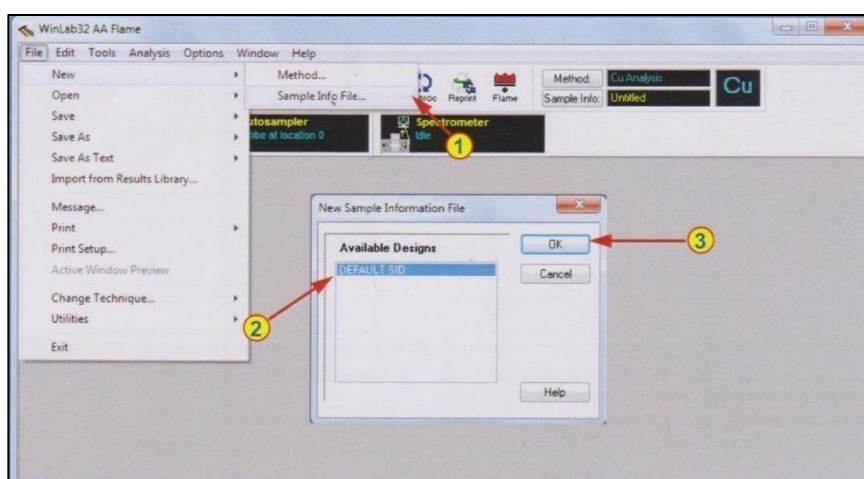 WinLab32 AA Flame
File Edit Tools Analysis Options Window Help
New
Open
Save
Save As
Save As Text
Import from Results Library...
Message...
Print
Print Setup...
Active Window Preview
Change Technique...
Utilities
Exit
Method...
Sample Info File...
Reprint Flame
Method: Cu Analysis
Sample Info: Untitled
Cu
at location 0
Spectrometer
Idle
1
New Sample Information File
Available Designs
DEFAULT SID
OK
Cancel
Help
2
3